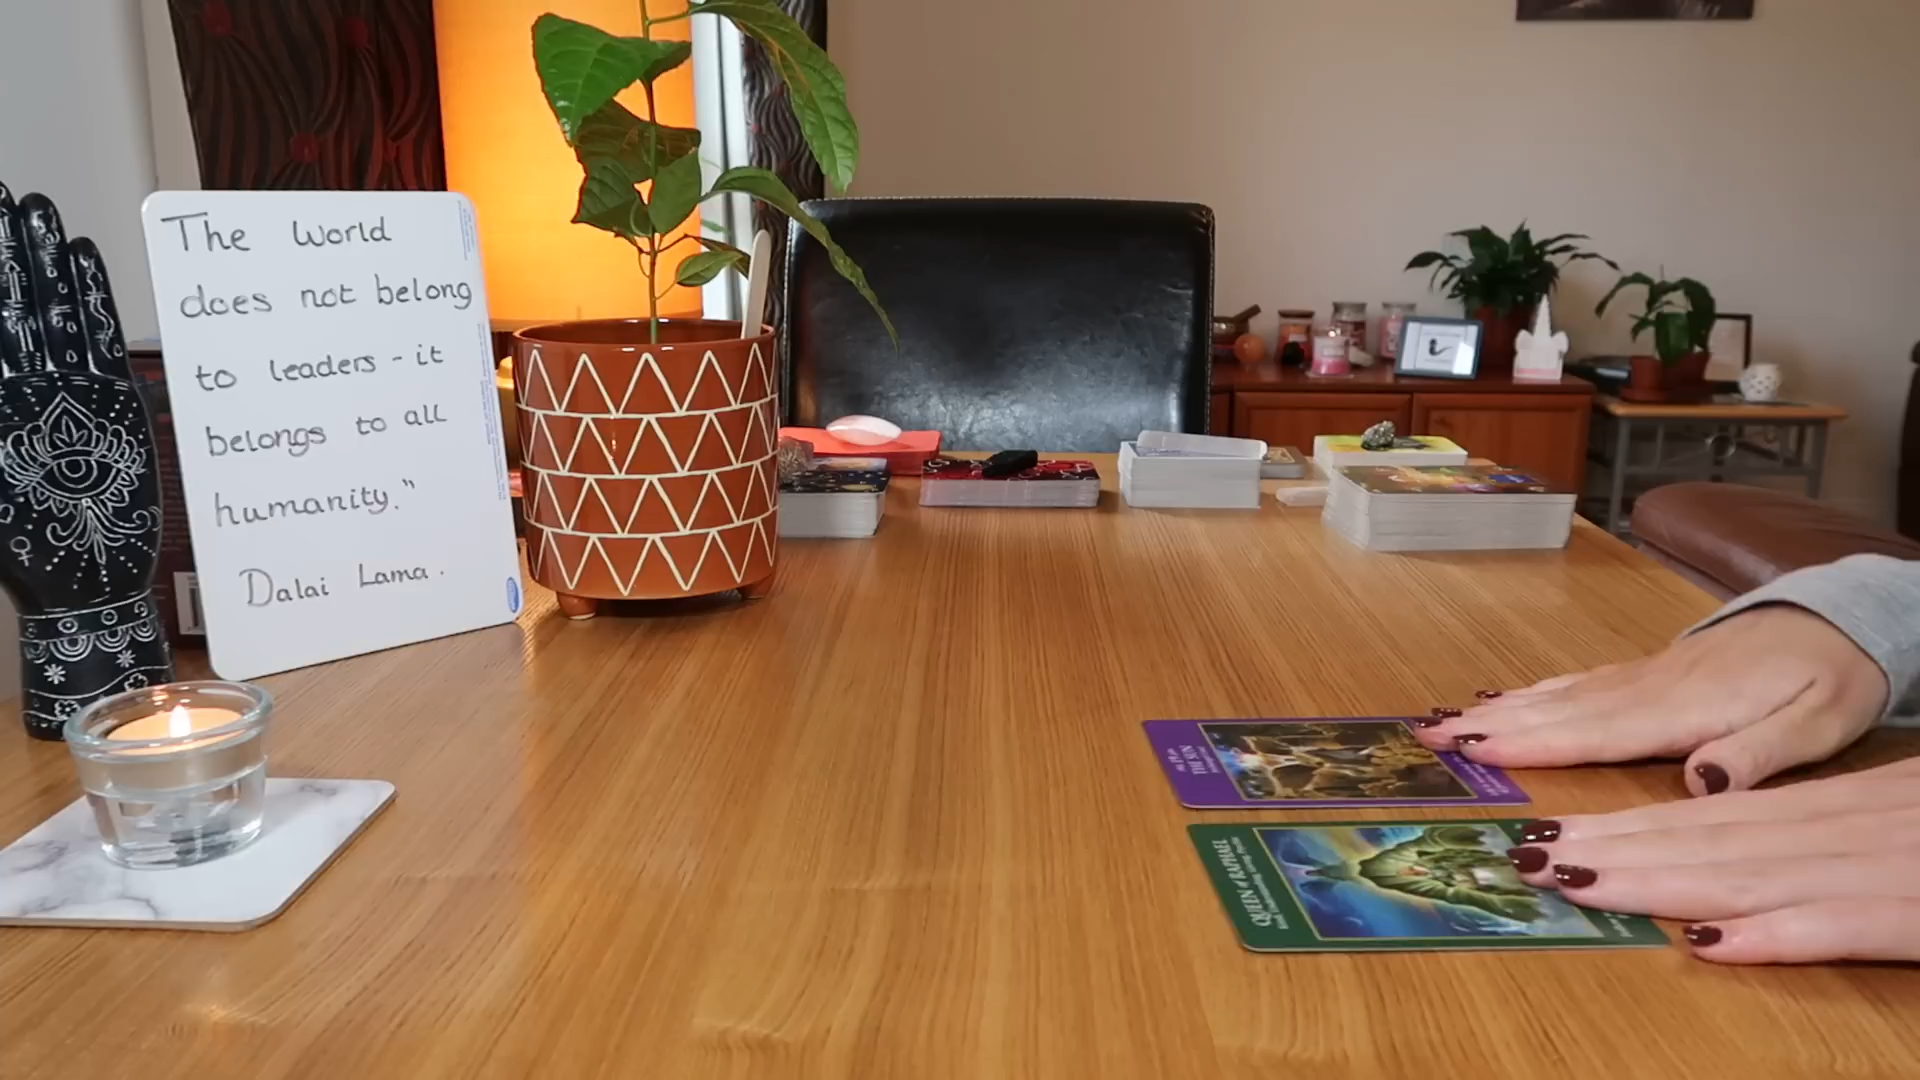 The World
does not belong
to leaders - it
belongs to all
humanity."
Dalai Lama.
THE SUN
QUEEN of RAPHAEL